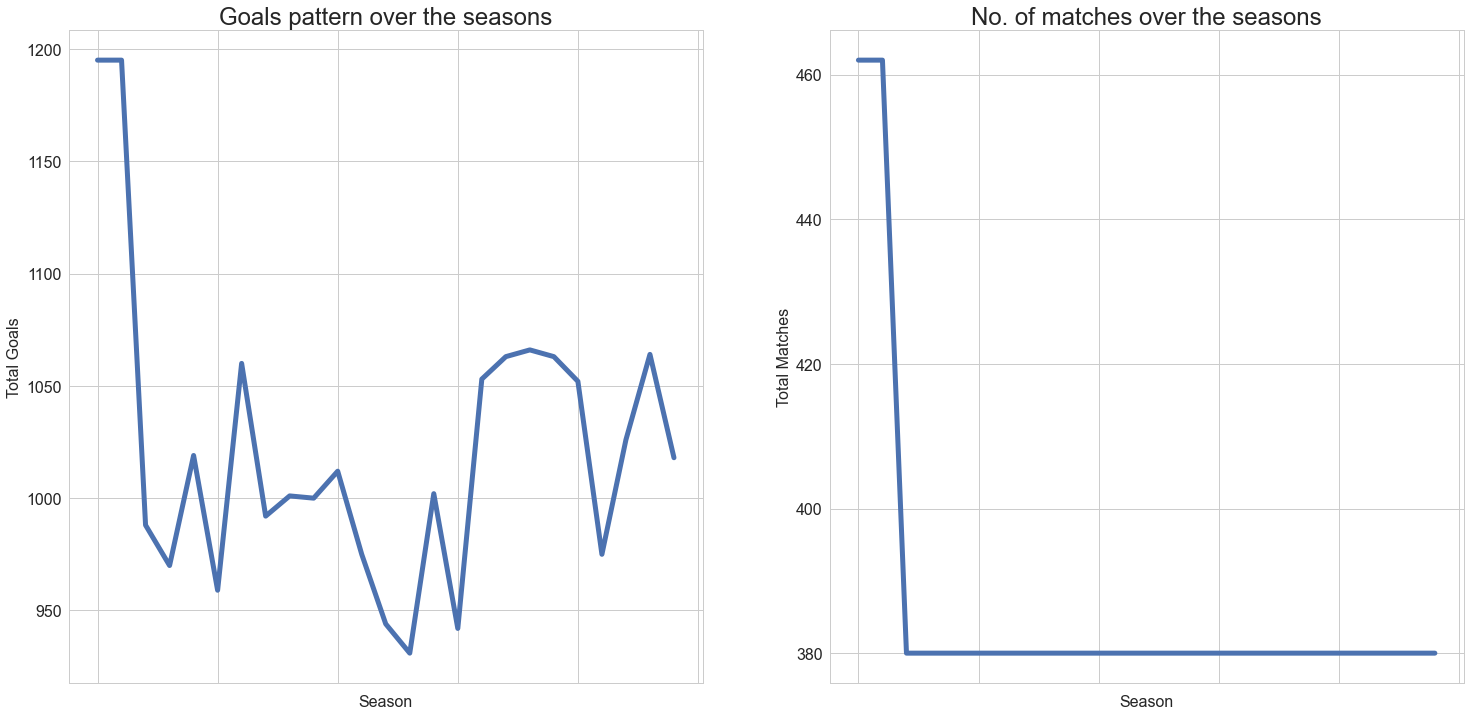 Goals pattern over the seasons
1200
1150
1100
1050
1000
950
Total Goals
Season
No. of matches over the seasons
460
440
420
400
380
Total Matches
Season